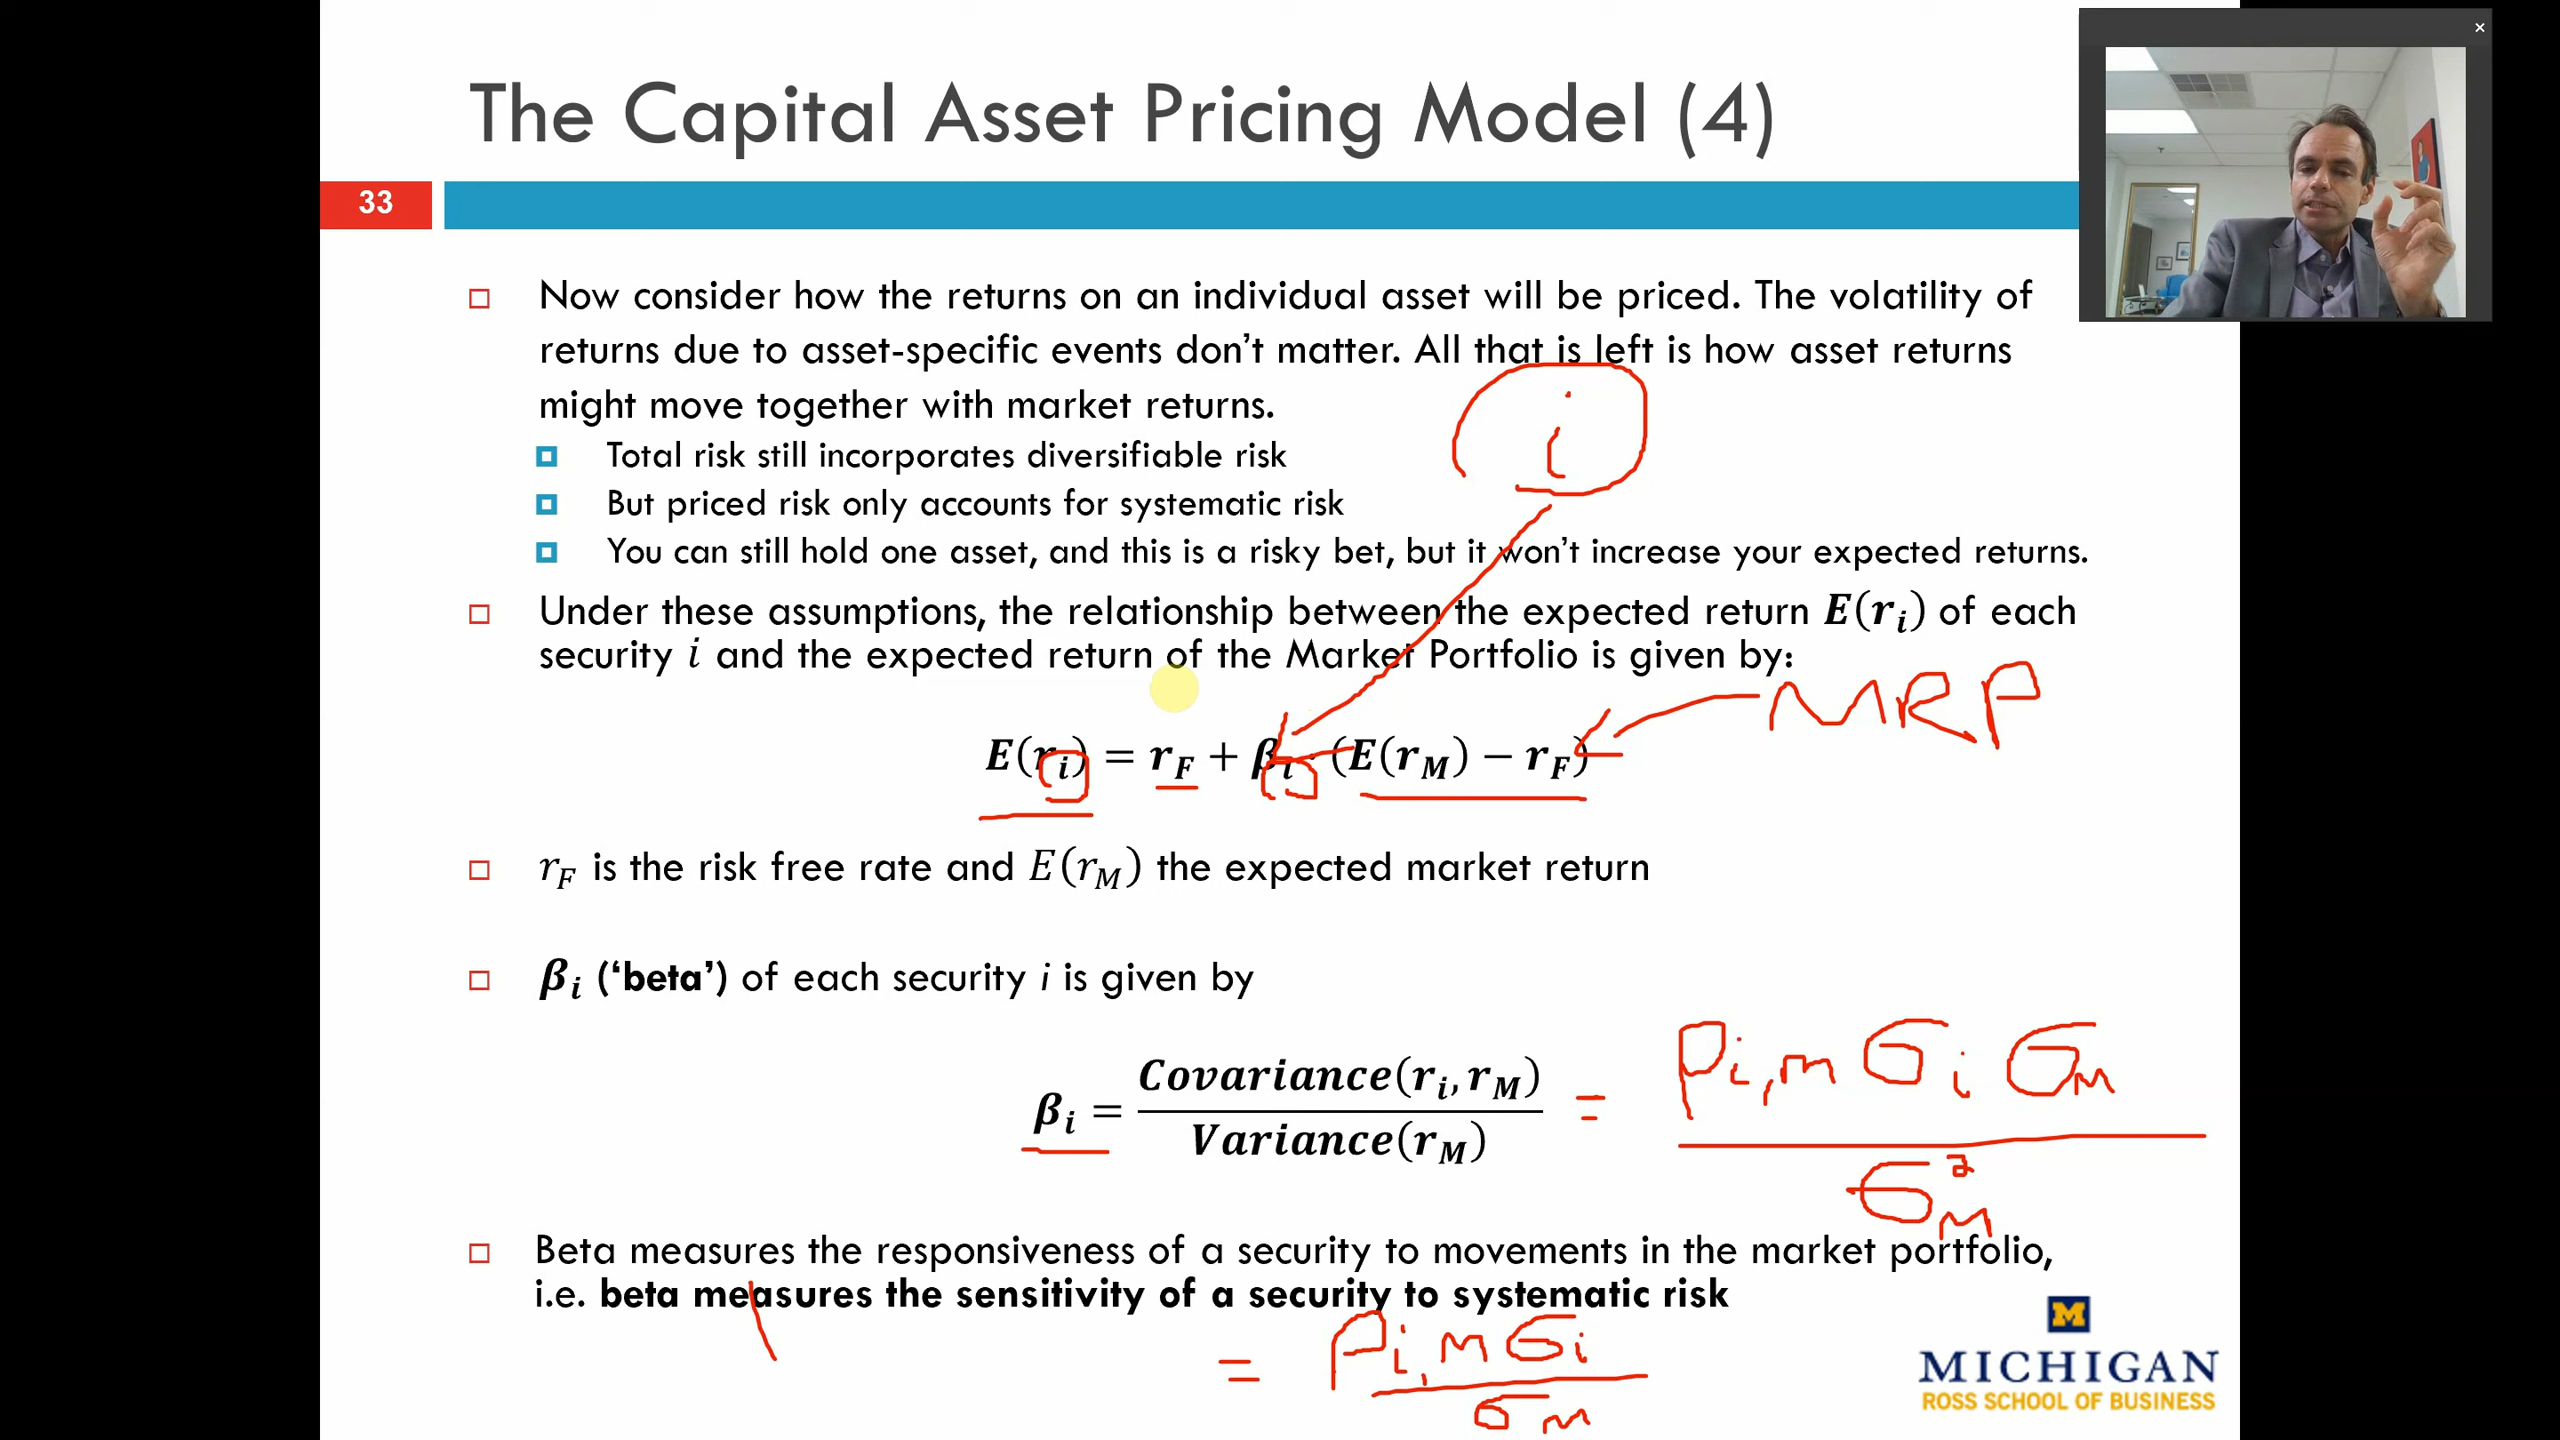 The Capital Asset Pricing Model (4)
33
×
Now consider how the returns on an individual asset will be priced. The volatility of
returns due to asset-specific events don’t matter. All that is left is how asset returns
might move together with market returns.
i
Total risk still incorporates diversifiable risk
But priced risk only accounts for systematic risk
You can still hold one asset, and this is a risky bet, but it won’t increase your expected returns.
Under these assumptions, the relationship between the expected return E(rᵢ) of each
security i and the expected return of the Market Portfolio is given by:
MRP
E(rᵢ) = r_F + βᵢ · (E(r_M) − r_F)
r_F is the risk free rate and E(r_M) the expected market return
βᵢ (‘beta’) of each security i is given by
βᵢ = Covariance(rᵢ, r_M) / Variance(r_M) = ρ_{i,m} σ_i σ_m / σ²_M
Beta measures the responsiveness of a security to movements in the market portfolio,
i.e. beta measures the sensitivity of a security to systematic risk
= ρ_{i,m} σ_i / σ_m
M
MICHIGAN
ROSS SCHOOL OF BUSINESS